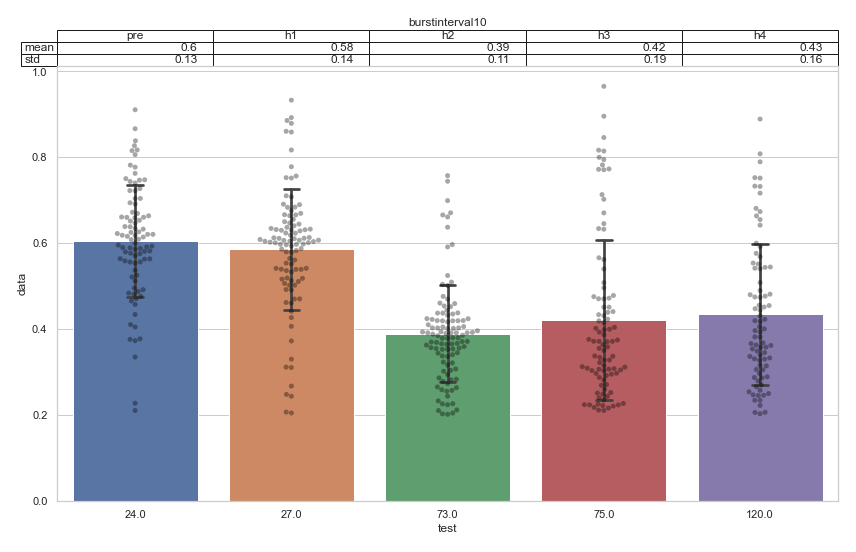 burstinterval10
pre h1 h2 h3 h4
mean 0.6 0.58 0.39 0.42 0.43
std 0.13 0.14 0.11 0.19 0.16
1.0
0.8
0.6
data
0.4
0.2
0.0
24.0 27.0 73.0 75.0 120.0
test